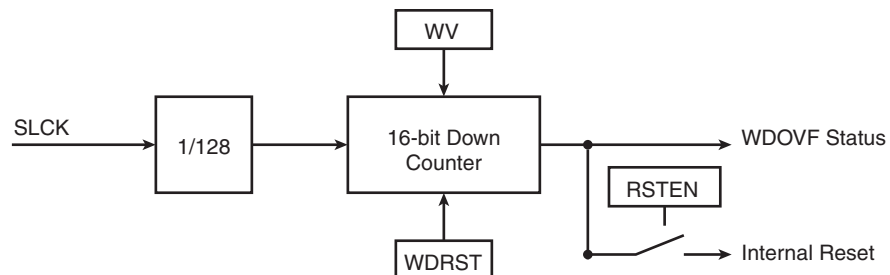 WV
SLCK
1/128
16-bit Down
Counter
WDOVF Status
RSTEN
WDRST
Internal Reset